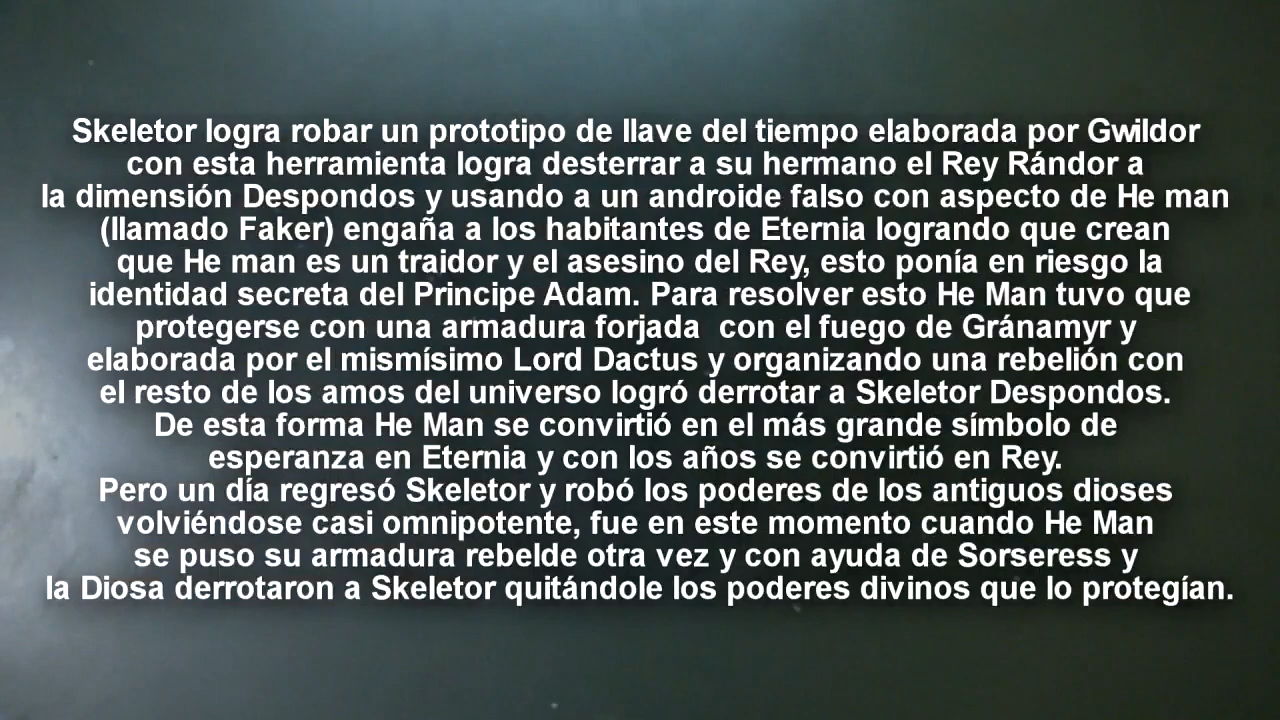 Skeletor logra robar un prototipo de llave del tiempo elaborada por Gwildor
con esta herramienta logra desterrar a su hermano el Rey Rándor a
la dimensión Despondos y usando a un androide falso con aspecto de He man
(llamado Faker) engaña a los habitantes de Eternia logrando que crean
que He man es un traidor y el asesino del Rey, esto ponía en riesgo la
identidad secreta del Principe Adam. Para resolver esto He Man tuvo que
protegerse con una armadura forjada  con el fuego de Gránamyr y
elaborada por el mismísimo Lord Dactus y organizando una rebelión con
el resto de los amos del universo logró derrotar a Skeletor Despondos.
De esta forma He Man se convirtió en el más grande símbolo de
esperanza en Eternia y con los años se convirtió en Rey.
Pero un día regresó Skeletor y robó los poderes de los antiguos dioses
volviéndose casi omnipotente, fue en este momento cuando He Man
se puso su armadura rebelde otra vez y con ayuda de Sorseress y
la Diosa derrotaron a Skeletor quitándole los poderes divinos que lo protegían.